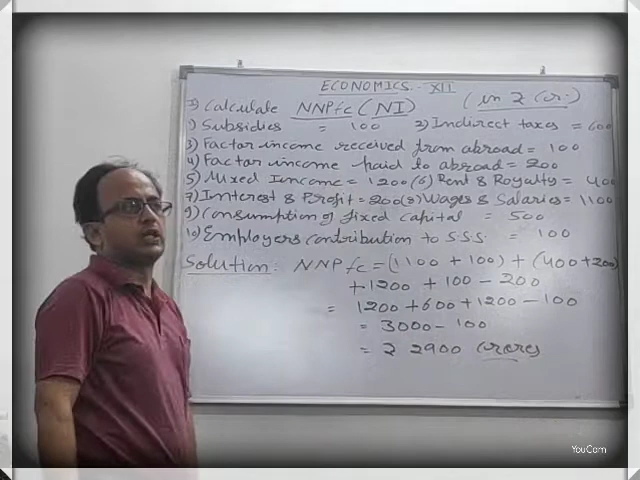 ECONOMICS - XII
3) Calculate NNPfc (NI) (in ₹ Cr.)
1) Subsidies = 100 2) Indirect taxes = 600
3) Factor income received from abroad = 100
4) Factor income paid to abroad = 200
5) Mixed Income = 1200 (6) Rent & Royalty = 400
7) Interest & Profit = 200 (8) Wages & Salaries = 1100
9) Consumption of fixed capital = 500
10) Employers contribution to S.S.S. = 100
Solution: NNPfc = (1100 + 100) + (400 + 200)
+ 1200 + 100 - 200
= 1200 + 600 + 1200 - 100
= 3000 - 100
= ₹ 2900 crores
YouCam